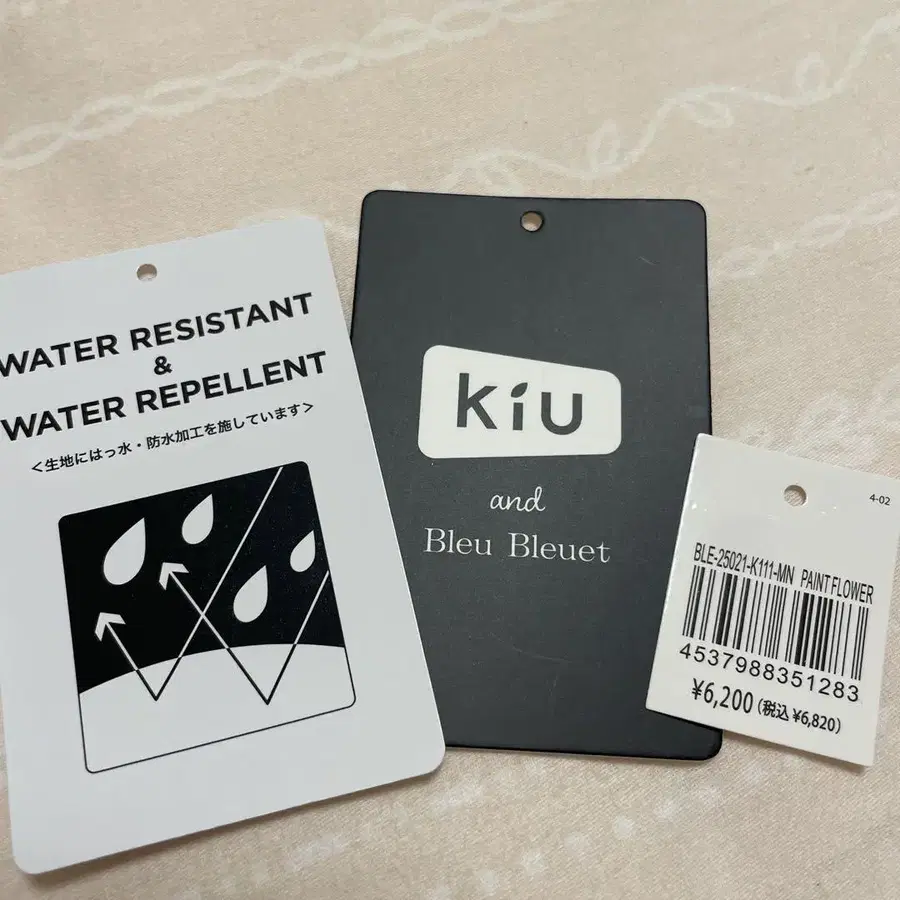 WATER RESISTANT
&
WATER REPELLENT
<生地にはっ水・防水加工を施しています>
kiu
and
Bleu Bleuet
4-02
BLE-25021-K111-MN PAINT FLOWER
4537988351283
¥6,200(税込 ¥6,820)